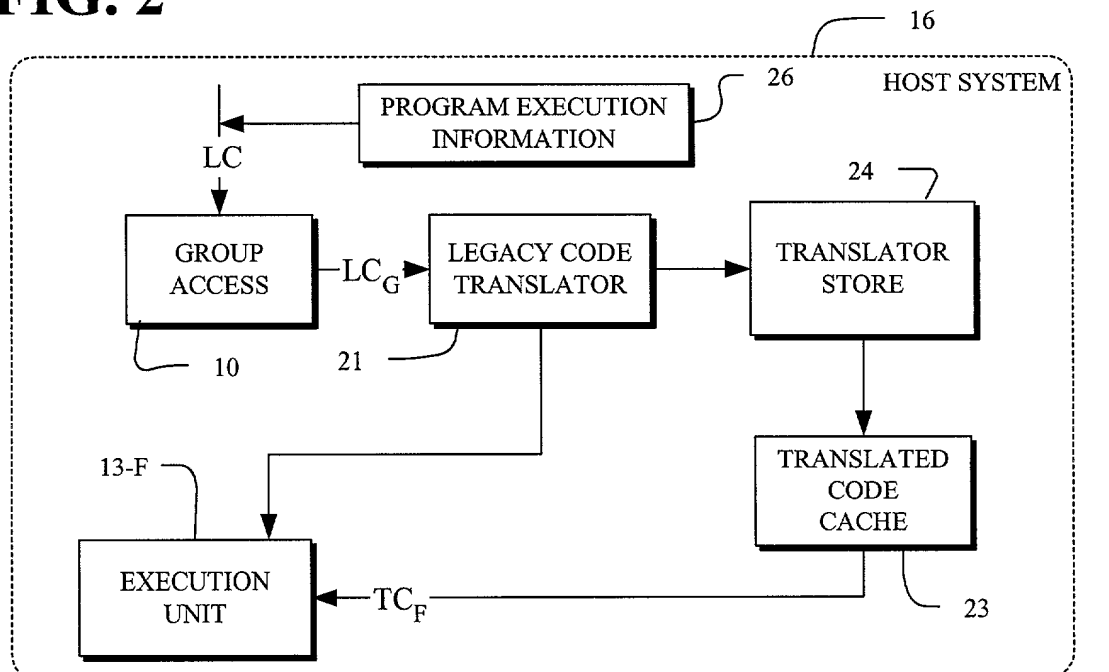 FIG. 2
16
HOST SYSTEM
PROGRAM EXECUTION
INFORMATION
26
LC
24
GROUP
ACCESS
LCG
LEGACY CODE
TRANSLATOR
TRANSLATOR
STORE
10
21
13-F
TRANSLATED
CODE
CACHE
EXECUTION
UNIT
TCF
23